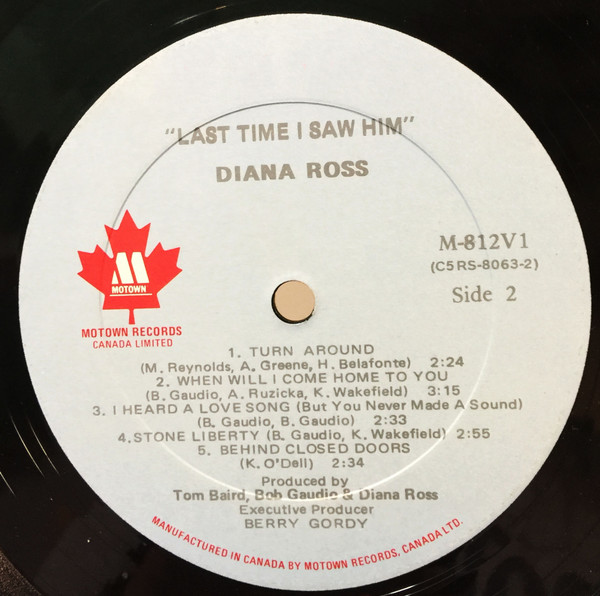 "LAST TIME I SAW HIM"
DIANA ROSS
M-812V1
(C5RS-8063-2)
Side 2
M
MOTOWN
MOTOWN RECORDS
CANADA LIMITED
1. TURN AROUND
(M. Reynolds, A. Greene, H. Belafonte) 2:24
2. WHEN WILL I COME HOME TO YOU
(B. Gaudio, A. Ruzicka, K. Wakefield) 3:15
3. I HEARD A LOVE SONG (But You Never Made A Sound)
(B. Gaudio, B. Gaudio) 2:33
4. STONE LIBERTY (B. Gaudio, K. Wakefield) 2:55
5. BEHIND CLOSED DOORS
(K. O'Dell) 2:34
Produced by
Tom Baird, Bob Gaudio & Diana Ross
Executive Producer
BERRY GORDY
MANUFACTURED IN CANADA BY MOTOWN RECORDS, CANADA LTD.